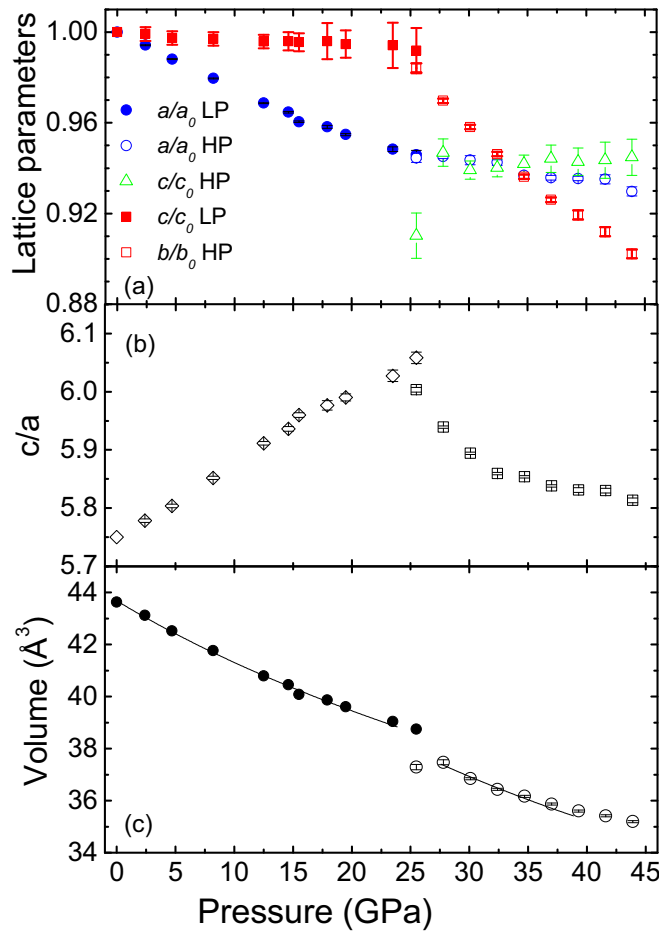 1.00
0.96
0.92
0.88
Lattice parameters
a/a0 LP
a/a0 HP
c/c0 HP
c/c0 LP
b/b0 HP
(a)
6.1
6.0
5.9
5.8
5.7
c/a
(b)
44
42
40
38
36
34
Volume (Å³)
(c)
0 5 10 15 20 25 30 35 40 45
Pressure (GPa)